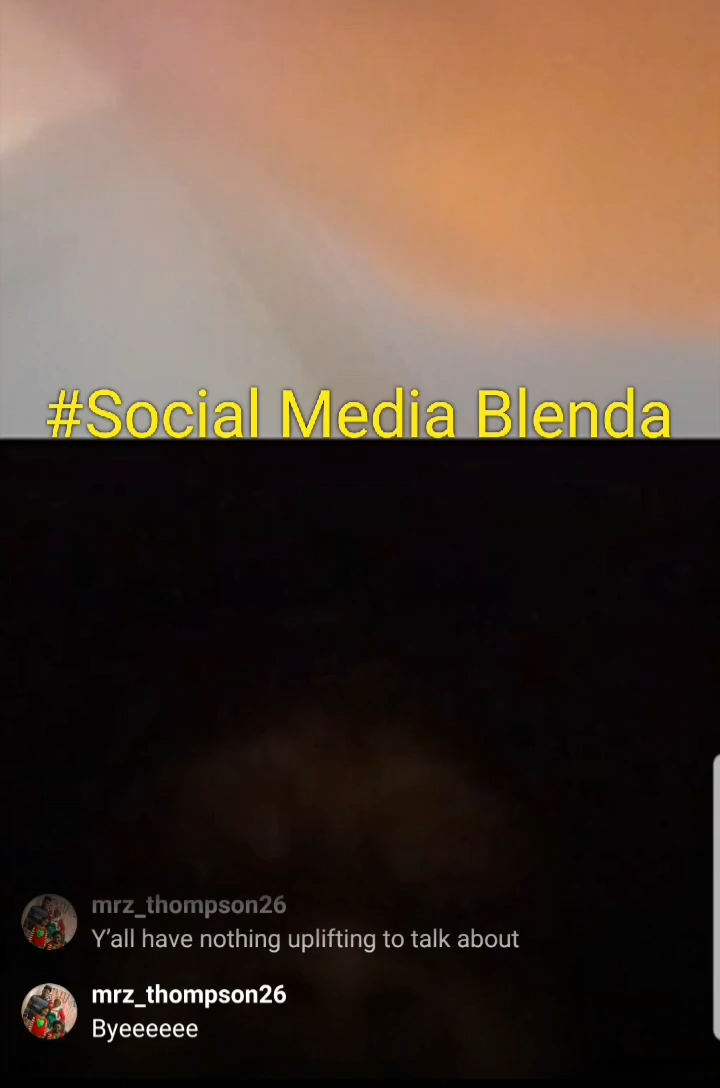 #Social Media Blenda
mrz_thompson26
Y’all have nothing uplifting to talk about
mrz_thompson26
Byeeeeee